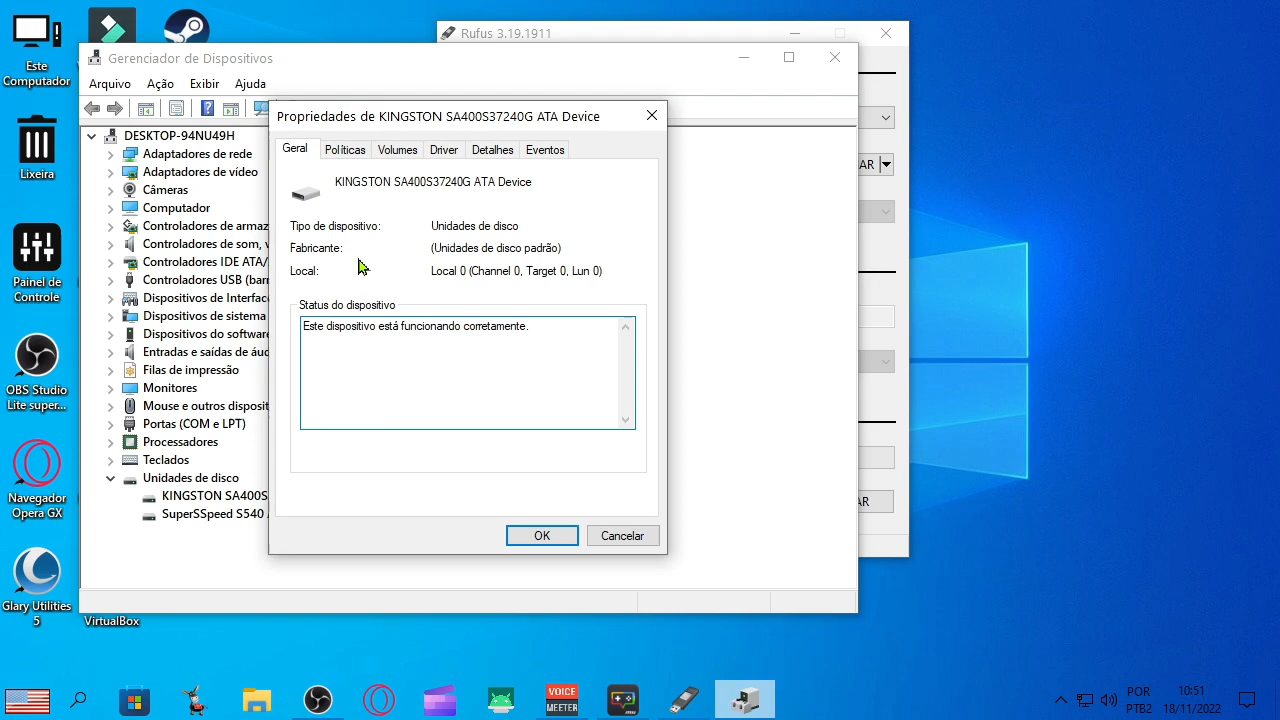 Rufus 3.19.1911
Gerenciador de Dispositivos
Arquivo Ação Exibir Ajuda
Este
Computador
Lixeira
Painel de
Controle
OBS Studio
Lite super...
Navegador
Opera GX
Glary Utilities
5
VirtualBox
DESKTOP-94NU49H
Adaptadores de rede
Adaptadores de vídeo
Câmeras
Computador
Controladores de armaz
Controladores de som, v
Controladores IDE ATA/
Controladores USB (barr
Dispositivos de Interfac
Dispositivos de sistema
Dispositivos do software
Entradas e saídas de áuc
Filas de impressão
Monitores
Mouse e outros disposit
Portas (COM e LPT)
Processadores
Teclados
Unidades de disco
KINGSTON SA400S
SuperSSpeed S540
Propriedades de KINGSTON SA400S37240G ATA Device
Geral Políticas Volumes Driver Detalhes Eventos
KINGSTON SA400S37240G ATA Device
Tipo de dispositivo: Unidades de disco
Fabricante: (Unidades de disco padrão)
Local: Local 0 (Channel 0, Target 0, Lun 0)
Status do dispositivo
Este dispositivo está funcionando corretamente.
OK Cancelar
AR
AR
VOICE
MEETER
POR
PTB2
10:51
18/11/2022